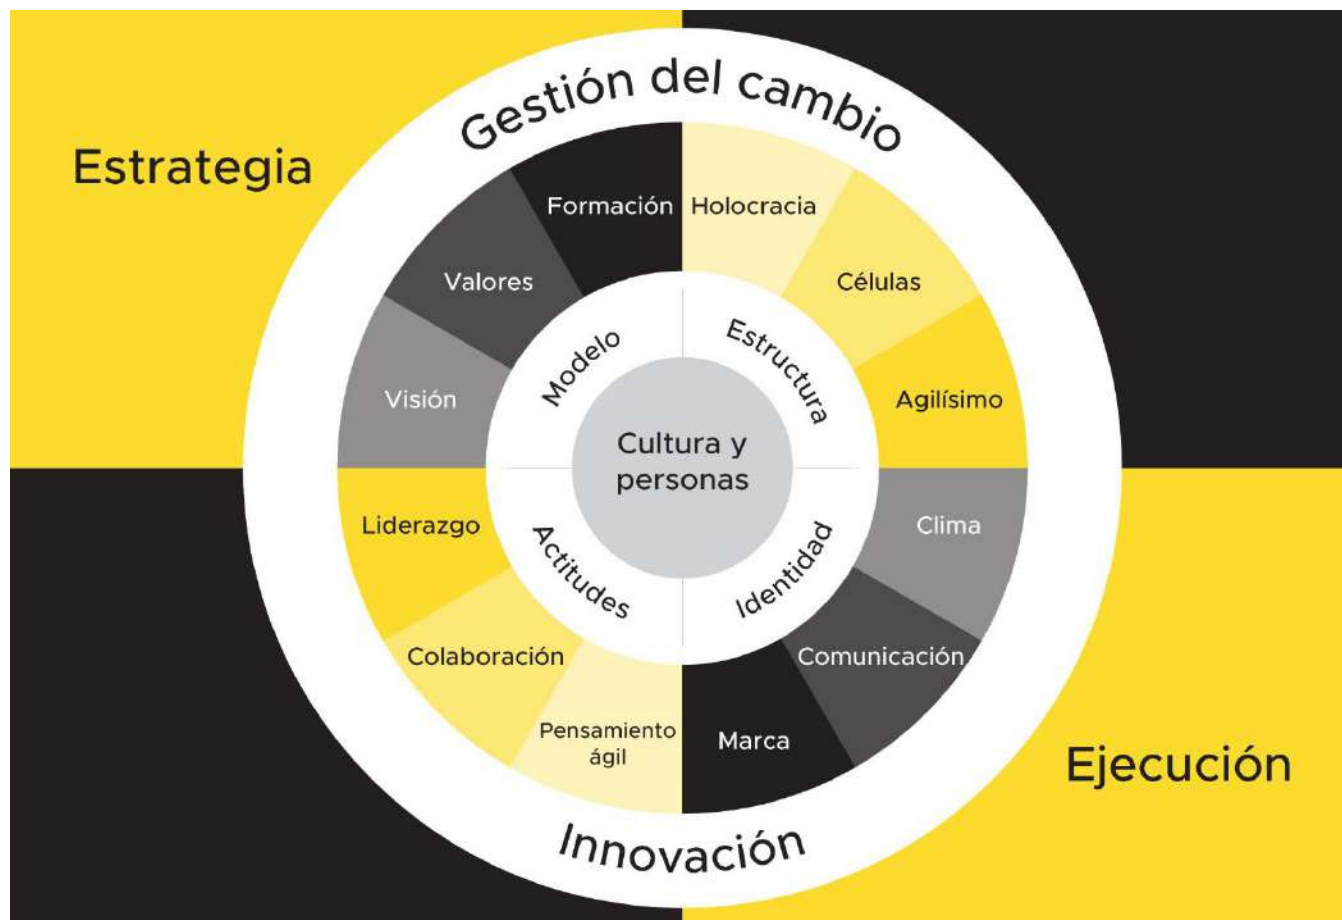 Gestión del cambio
Estrategia
Formación
Holocracia
Valores
Células
Modelo
Estructura
Visión
Agilísimo
Cultura y
personas
Liderazgo
Clima
Actitudes
Identidad
Colaboración
Comunicación
Pensamiento
ágil
Marca
Ejecución
Innovación